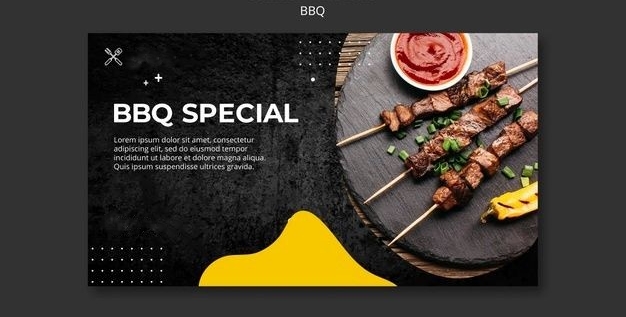 BBQ
BBQ SPECIAL
Lorem ipsum dolor sit amet, consectetur
adipiscing elit, sed do eiusmod tempor
incididunt ut labore et dolore magna aliqua.
Quis ipsum suspendisse ultrices gravida.